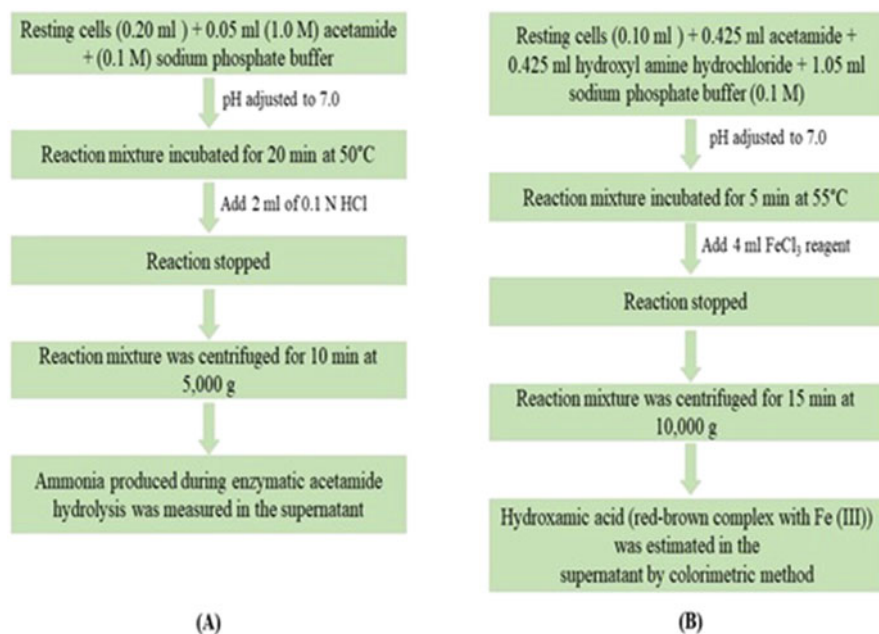 Resting cells (0.20 ml ) + 0.05 ml (1.0 M) acetamide
+ (0.1 M) sodium phosphate buffer
pH adjusted to 7.0
Reaction mixture incubated for 20 min at 50°C
Add 2 ml of 0.1 N HCl
Reaction stopped
Reaction mixture was centrifuged for 10 min at
5,000 g
Ammonia produced during enzymatic acetamide
hydrolysis was measured in the supernatant
(A)
Resting cells (0.10 ml ) + 0.425 ml acetamide +
0.425 ml hydroxyl amine hydrochloride + 1.05 ml
sodium phosphate buffer (0.1 M)
pH adjusted to 7.0
Reaction mixture incubated for 5 min at 55°C
Add 4 ml FeCl₃ reagent
Reaction stopped
Reaction mixture was centrifuged for 15 min at
10,000 g
Hydroxamic acid (red-brown complex with Fe (III))
was estimated in the
supernatant by colorimetric method
(B)